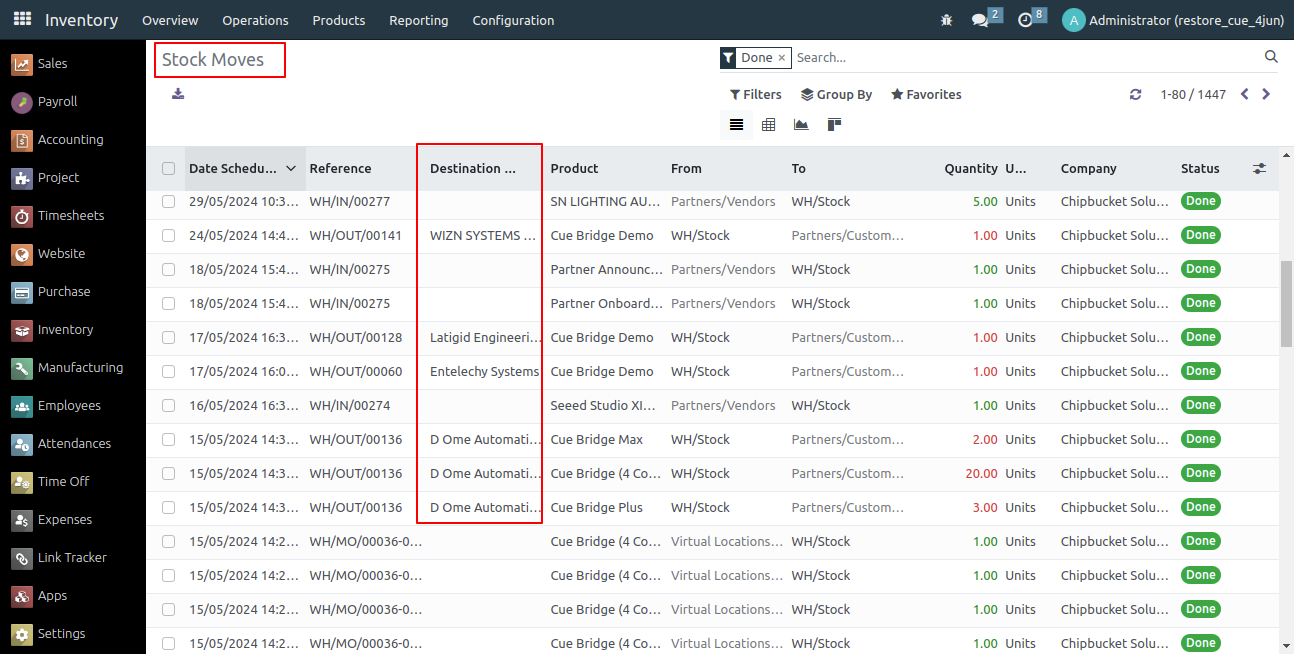 Inventory Overview Operations Products Reporting Configuration 2 8 A Administrator (restore_cue_4jun)
Sales
Payroll
Accounting
Project
Timesheets
Website
Purchase
Inventory
Manufacturing
Employees
Attendances
Time Off
Expenses
Link Tracker
Apps
Settings
Stock Moves
Done × Search...
Filters Group By Favorites 1-80 / 1447
Date Schedu... Reference Destination ... Product From To Quantity U... Company Status
29/05/2024 10:3... WH/IN/00277 SN LIGHTING AU... Partners/Vendors WH/Stock 5.00 Units Chipbucket Solu... Done
24/05/2024 14:4... WH/OUT/00141 WIZN SYSTEMS ... Cue Bridge Demo WH/Stock Partners/Custom... 1.00 Units Chipbucket Solu... Done
18/05/2024 15:4... WH/IN/00275 Partner Announc... Partners/Vendors WH/Stock 1.00 Units Chipbucket Solu... Done
18/05/2024 15:4... WH/IN/00275 Partner Onboard... Partners/Vendors WH/Stock 1.00 Units Chipbucket Solu... Done
17/05/2024 16:3... WH/OUT/00128 Latigid Engineeri... Cue Bridge Demo WH/Stock Partners/Custom... 1.00 Units Chipbucket Solu... Done
17/05/2024 16:0... WH/OUT/00060 Entelechy Systems Cue Bridge Demo WH/Stock Partners/Custom... 1.00 Units Chipbucket Solu... Done
16/05/2024 16:3... WH/IN/00274 Seeed Studio XI... Partners/Vendors WH/Stock 1.00 Units Chipbucket Solu... Done
15/05/2024 14:3... WH/OUT/00136 D Ome Automati... Cue Bridge Max WH/Stock Partners/Custom... 2.00 Units Chipbucket Solu... Done
15/05/2024 14:3... WH/OUT/00136 D Ome Automati... Cue Bridge (4 Co... WH/Stock Partners/Custom... 20.00 Units Chipbucket Solu... Done
15/05/2024 14:3... WH/OUT/00136 D Ome Automati... Cue Bridge Plus WH/Stock Partners/Custom... 3.00 Units Chipbucket Solu... Done
15/05/2024 14:2... WH/MO/00036-0... Cue Bridge (4 Co... Virtual Locations... WH/Stock 1.00 Units Chipbucket Solu... Done
15/05/2024 14:2... WH/MO/00036-0... Cue Bridge (4 Co... Virtual Locations... WH/Stock 1.00 Units Chipbucket Solu... Done
15/05/2024 14:2... WH/MO/00036-0... Cue Bridge (4 Co... Virtual Locations... WH/Stock 1.00 Units Chipbucket Solu... Done
15/05/2024 14:2... WH/MO/00036-0... Cue Bridge (4 Co... Virtual Locations... WH/Stock 1.00 Units Chipbucket Solu... Done